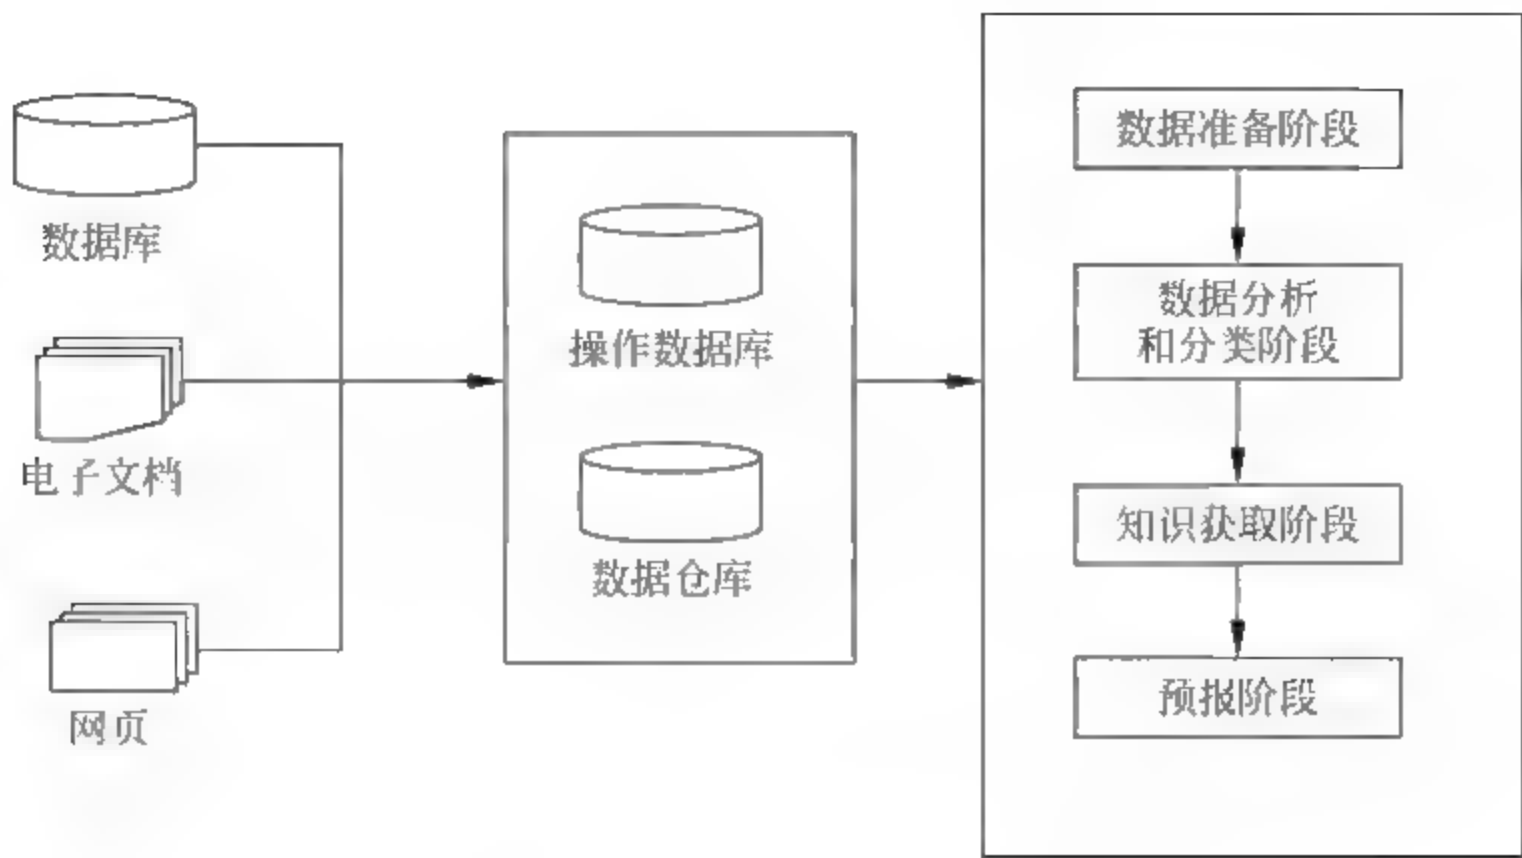 数据库
电子文档
网页
操作数据库
数据仓库
数据准备阶段
数据分析
和分类阶段
知识获取阶段
预报阶段